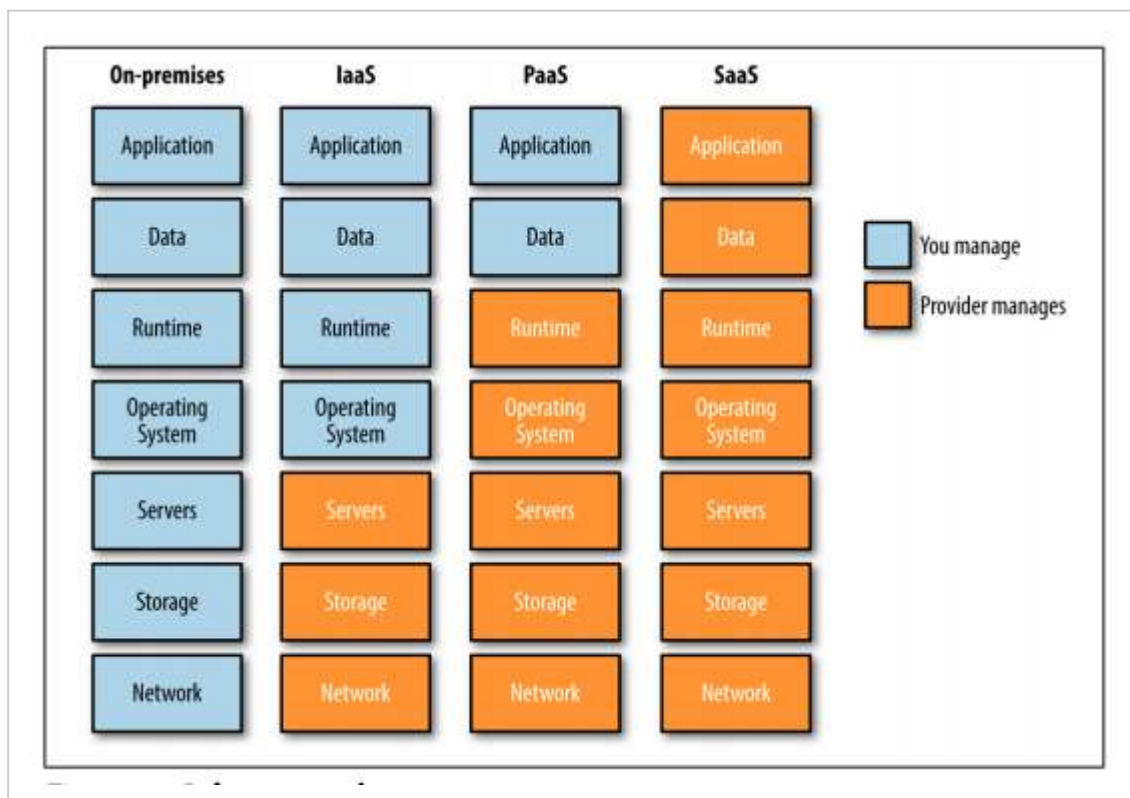 On-premises IaaS PaaS SaaS
Application Application Application Application
Data Data Data Data
You manage
Runtime Runtime Runtime Runtime
Provider manages
Operating System Operating System Operating System Operating System
Servers Servers Servers Servers
Storage Storage Storage Storage
Network Network Network Network